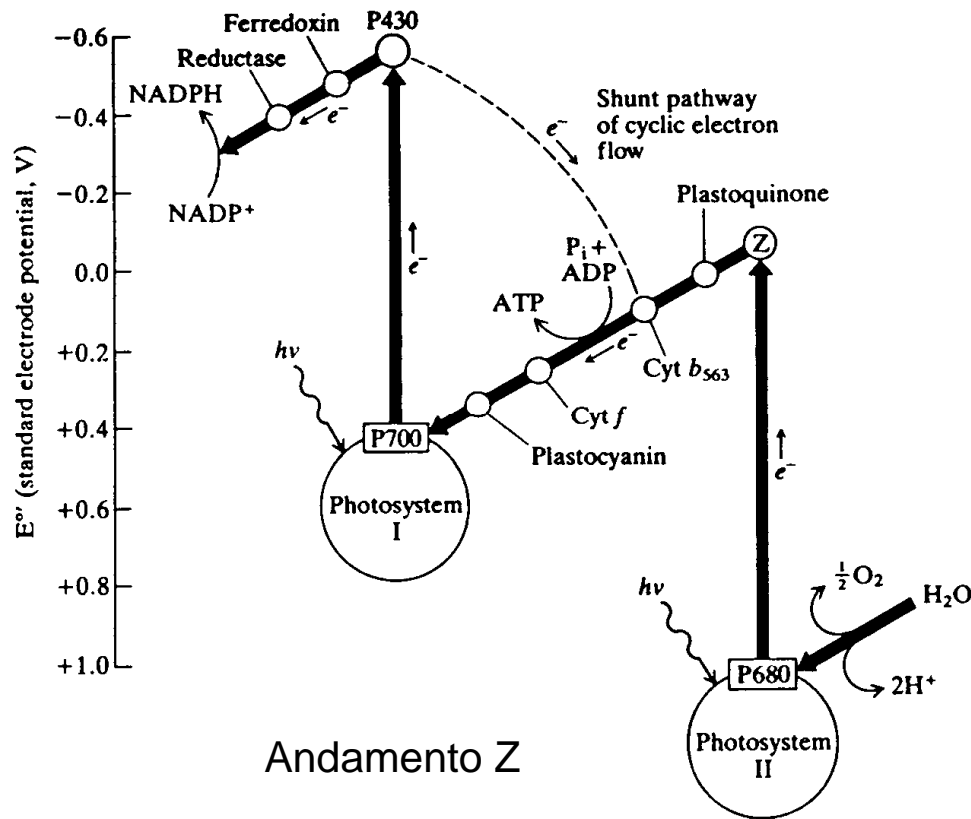 E°′ (standard electrode potential, V)
−0.6
−0.4
−0.2
0.0
+0.2
+0.4
+0.6
+0.8
+1.0
P430
Ferredoxin
Reductase
NADPH
NADP⁺
e⁻
e⁻
e⁻
Shunt pathway
of cyclic electron
flow
Plastoquinone
Z
Pᵢ +
ADP
ATP
e⁻
Cyt b₅₆₃
Cyt f
Plastocyanin
hν
P700
Photosystem
I
e⁻
hν
½O₂
H₂O
2H⁺
P680
Photosystem
II
Andamento Z